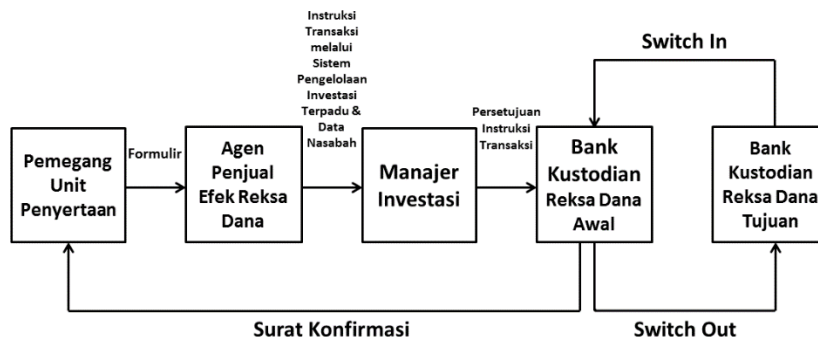 Instruksi
Transaksi
melalui
Sistem
Pengelolaan
Investasi
Terpadu &
Data
Nasabah
Switch In
Formulir
Persetujuan
Instruksi
Transaksi
Pemegang
Unit
Penyertaan
Agen
Penjual
Efek Reksa
Dana
Manajer
Investasi
Bank
Kustodian
Reksa Dana
Awal
Bank
Kustodian
Reksa Dana
Tujuan
Surat Konfirmasi
Switch Out